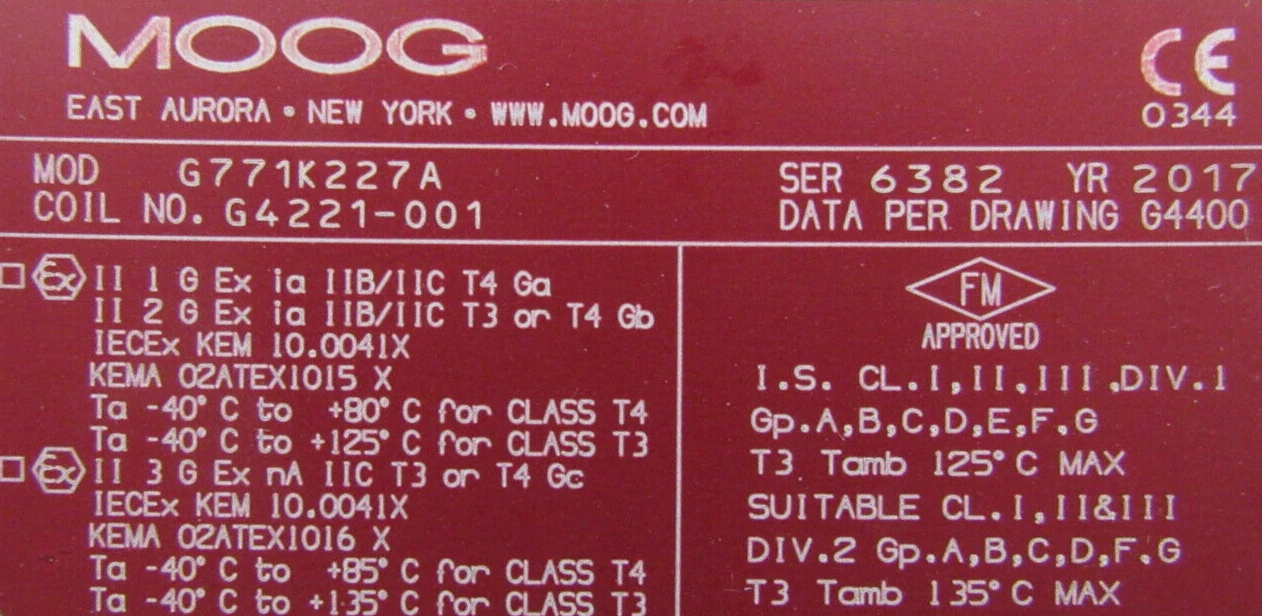 MOOG
EAST AURORA • NEW YORK • WWW.MOOG.COM
CE
0344
MOD G771K227A
COIL NO. G4221-001
SER 6382 YR 2017
DATA PER DRAWING G4400
Ex II 1 G Ex ia IIB/IIC T4 Ga
II 2 G Ex ia IIB/IIC T3 or T4 Gb
IECEx KEM 10.0041X
KEMA 02ATEX1015 X
Ta -40° C to +80° C for CLASS T4
Ta -40° C to +125° C for CLASS T3
Ex II 3 G Ex nA IIC T3 or T4 Gc
IECEx KEM 10.0041X
KEMA 02ATEX1016 X
Ta -40° C to +85° C for CLASS T4
Ta -40° C to +135° C for CLASS T3
FM
APPROVED
I.S. CL.I,II,III,DIV.1
Gp.A,B,C,D,E,F,G
T3 Tamb 125° C MAX
SUITABLE CL.I,II&III
DIV.2 Gp.A,B,C,D,F,G
T3 Tamb 135° C MAX